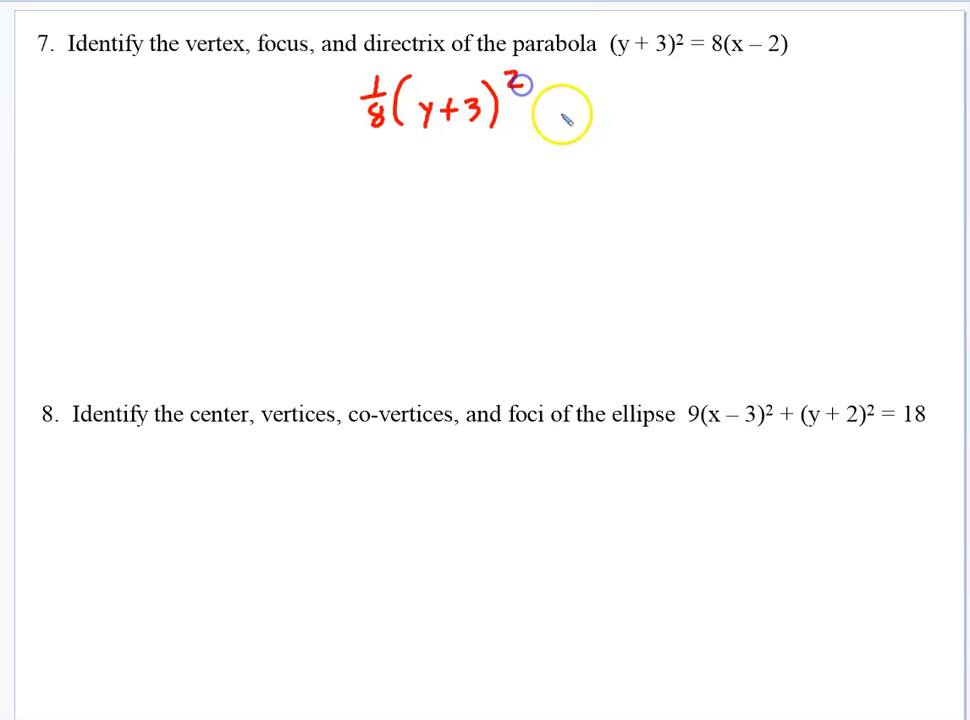 7. Identify the vertex, focus, and directrix of the parabola (y + 3)² = 8(x – 2)
1/8(y+3)²
8. Identify the center, vertices, co-vertices, and foci of the ellipse 9(x – 3)² + (y + 2)² = 18